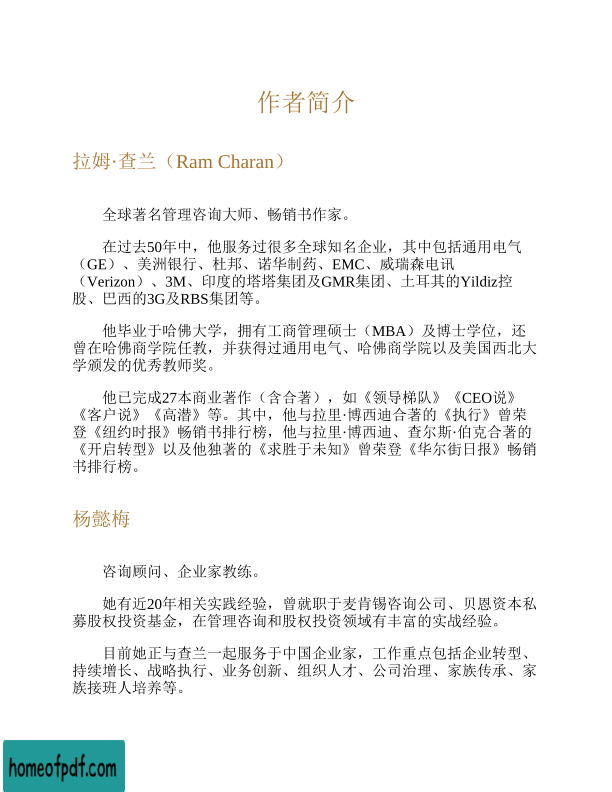 作者简介
拉姆·查兰（Ram Charan）
全球著名管理咨询大师、畅销书作家。
在过去50年中，他服务过很多全球知名企业，其中包括通用电气
（GE）、美洲银行、杜邦、诺华制药、EMC、威瑞森电讯
（Verizon）、3M、印度的塔塔集团及GMR集团、土耳其的Yildiz控
股、巴西的3G及RBS集团等。
他毕业于哈佛大学，拥有工商管理硕士（MBA）及博士学位，还
曾在哈佛商学院任教，并获得过通用电气、哈佛商学院以及美国西北大
学颁发的优秀教师奖。
他已完成27本商业著作（含合著），如《领导梯队》《CEO说》
《客户说》《高潜》等。其中，他与拉里·博西迪合著的《执行》曾荣
登《纽约时报》畅销书排行榜，他与拉里·博西迪、查尔斯·伯克合著的
《开启转型》以及他独著的《求胜于未知》曾荣登《华尔街日报》畅销
书排行榜。
杨懿梅
咨询顾问、企业家教练。
她有近20年相关实践经验，曾就职于麦肯锡咨询公司、贝恩资本私
募股权投资基金，在管理咨询和股权投资领域有丰富的实战经验。
目前她正与查兰一起服务于中国企业家，工作重点包括企业转型、
持续增长、战略执行、业务创新、组织人才、公司治理、家族传承、家
族接班人培养等。
homeofpdf.com